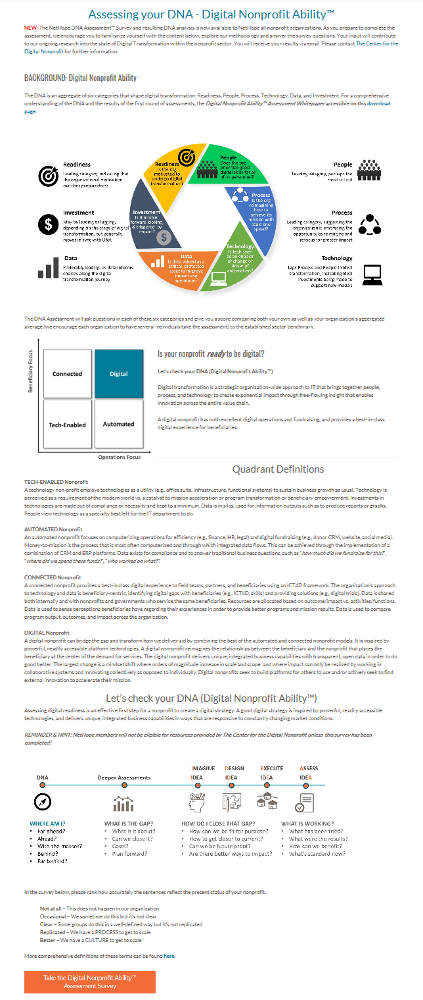 Assessing your DNA - Digital Nonprofit Ability™
NEW: The NetHope DNA Assessment™ Survey and resulting DNA analysis is now available to NetHope all nonprofit organizations. As you prepare to complete the
assessment, we encourage you to familiarize yourself with the content below, explore our methodology and answer the survey questions. Your input will contribute
to our ongoing research into the state of Digital Transformation within the nonprofit sector. You will receive your results via email. Please contact The Center for the
Digital Nonprofit for further information.
BACKGROUND: Digital Nonprofit Ability
The DNA is an aggregate of six categories that shape digital transformation: Readiness, People, Process, Technology, Data, and Investment. For a comprehensive
understanding of the DNA and the results of the first round of assessments, the Digital Nonprofit Ability™ Assessment Whitepaper accessible on this download
page.
Readiness
Leading category, indicating that
the organizational motivation
matches preparedness
Investment
May be leading or lagging,
depending on the stage of digital
transformation, but generally
moves in sync with DNA
Data
Preferably leading, as data informs
choices along the digital
transformation journey
Readiness
Is the org
motivated to
undergo digital
transformation?
People
Does the org
prioritize good
digital skills for all
of its personnel?
Process
Is the org
reimagining
how to
achieve its
mission with
scale and
speed?
Technology
Is tech seen
as an enabler
of change or
driver of
automation?
Data
Is data valued as a
critical, protected
asset to improve
impact and
operations?
Investment
Is it nimble,
forward looking,
& triggered by
impact?
People
Leading category, perhaps the
most critical
Process
Leading category, suggesting the
organization is embracing the
opportunity to reimagine and
refocus for greater impact
Technology
Lags Process and People in ideal
transformation, indicating ideal
investments being made to
support new models
The DNA Assessment will ask questions in each of these six categories and give you a score comparing both your own as well as your organization's aggergated
average (we encourage each organization to have several individuals take the assessment) to the established sector benchmark.
Beneficiary Focus
Connected
Digital
Tech-Enabled
Automated
Operations Focus
Is your nonprofit ready to be digital?
Let's check your DNA (Digital Nonprofit Ability™)
Digital transformation is a strategic organization-wide approach to IT that brings together people,
process, and technology to create exponential impact through free-flowing insight that enables
innovation across the entire value chain.
A digital nonprofit has both excellent digital operations and fundraising, and provides a best-in-class
digital experience for beneficiaries.
Quadrant Definitions
TECH-ENABLED Nonprofit
A technology non-profit employs technologies as a utility (e.g., office suite, infrastructure, functional systems) to sustain business growth as usual. Technology is
perceived as a requirement of the modern world vs. a catalyst to mission acceleration or program transformation or beneficiary empowerment. Investments in
technologies are made out of compliance or necessity and kept to a minimum. Data is in silos, used for information outputs such as to produce reports or graphs.
People view technology as a specialty best left for the IT department to do.
AUTOMATED Nonprofit
An automated nonprofit focuses on computerizing operations for efficiency (e.g., finance, HR, legal) and digital fundraising (e.g., donor CRM, website, social media).
Money-to-mission is the process that is most often computerized and through which integrated data flows. This can be achieved through the implementation of a
combination of CRM and ERP platforms. Data exists for compliance and to answer traditional business questions, such as "how much did we fundraise for this?",
"where did we spend these funds?", "who worked on what?".
CONNECTED Nonprofit
A connected nonprofit provides a best-in class digital experience to field teams, partners, and beneficiaries using an ICT4D framework. The organization's approach
to technology and data is beneficiary-centric, identifying digital gaps with beneficiaries (e.g., ICT4D, skills) and providing solutions (e.g., digital trials). Data is shared
both internally and with nonprofits and governments who service the same beneficiaries. Resources are allocated based on outcome/impact vs. activities/functions.
Data is used to sense perceptions beneficiaries have regarding their experiences in order to provide better programs and mission results. Data is used to compare
program output, outcomes, and impact across the organization.
DIGITAL Nonprofit
A digital nonprofit can bridge the gap and transform how we deliver aid by combining the best of the automated and connected nonprofit models. It is inspired by
powerful, readily accessible platform technologies. A digital non-profit reimagines the relationships between the beneficiary and the nonprofit that places the
beneficiary at the center of the demand for services. The digital nonprofit delivers unique, integrated business capabilities with transparent, open data in order to do
good better. The largest change is a mindset shift where orders of magnitude increase in scale and scope; and where impact can only be realized by working in
collaborative systems and innovating collectively as opposed to individually. Digital nonprofits seek to build platforms for others to use and/or actively seek to find
external innovation to accelerate their mission.
Let's check your DNA (Digital Nonprofit Ability™)
Assessing digital readiness is an effective first step for a nonprofit to create a digital strategy. A good digital strategy is inspired by powerful, readily accessible
technologies, and delivers unique, integrated business capabilities in ways that are responsive to constantly changing market conditions.
REMINDER & HINT: NetHope members will not be eligible for resources provided by The Center for the Digital Nonprofit unless this survey has been
completed!
DNA
Deeper Assessments
IMAGINE
IDEA
DESIGN
IDEA
EXECUTE
IDEA
ASSESS
IDEA
WHERE AM I?
• Far ahead?
• Ahead?
• With the masses?
• Behind?
• Far behind?
WHAT IS THE GAP?
• What is it about?
• Can we close it?
• Costs?
• Plan forward?
HOW DO I CLOSE THAT GAP?
• How can we be fit for purpose?
• How to get closer to current?
• Can we be future proof?
• Are there better ways to impact?
WHAT IS WORKING?
• What has been tried?
• What were the results?
• How can we benefit?
• What's standard now?
In the survey below, please rank how accurately the sentences reflect the present status of your nonprofit.
Not at all – This does not happen in our organization
Occasional – We sometime do this but it's not clear
Clear – Some groups do this in a well-defined way but it's not replicated
Replicated – We have a PROCESS to get to scale
Better – We have a CULTURE to get to scale
More comprehensive definitions of these terms can be found here.
Take the Digital Nonprofit Ability™
Assessment Survey